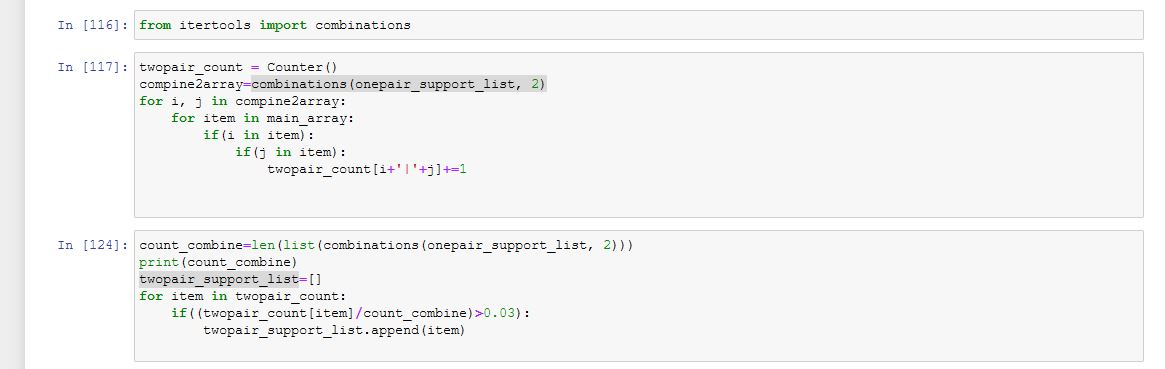 In [116]: from itertools import combinations
In [117]: twopair_count = Counter()
compine2array=combinations(onepair_support_list, 2)
for i, j in compine2array:
    for item in main_array:
        if(i in item):
            if(j in item):
                twopair_count[i+'|'+j]+=1
In [124]: count_combine=len(list(combinations(onepair_support_list, 2)))
print(count_combine)
twopair_support_list=[]
for item in twopair_count:
    if((twopair_count[item]/count_combine)>0.03):
        twopair_support_list.append(item)